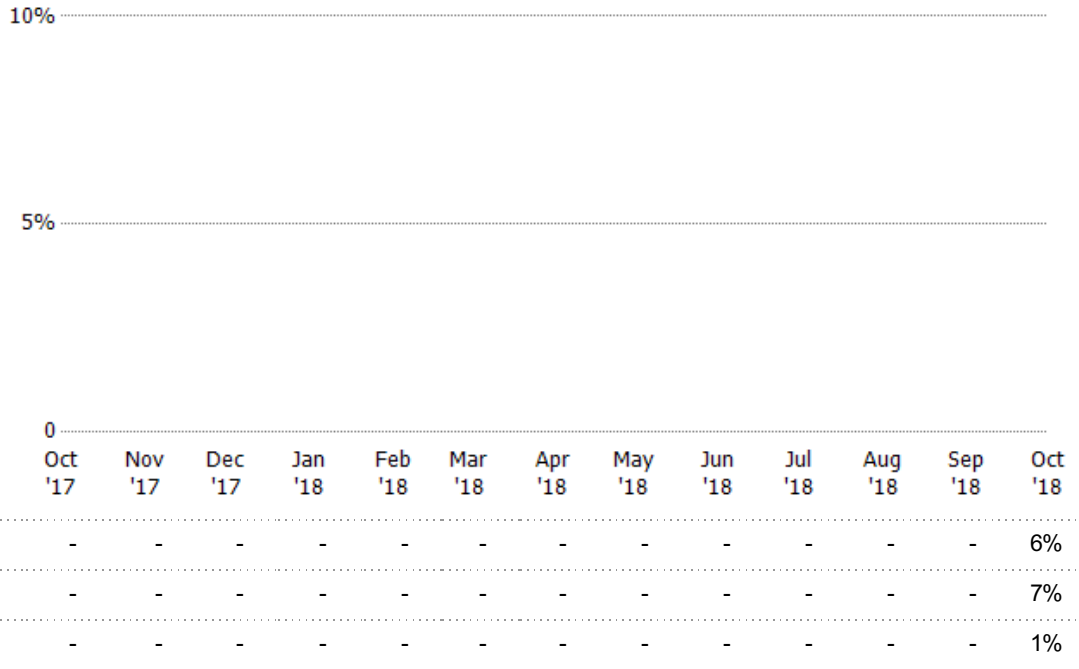 10%
5%
0
Oct Nov Dec Jan Feb Mar Apr May Jun Jul Aug Sep Oct
'17 '17 '17 '18 '18 '18 '18 '18 '18 '18 '18 '18 '18
- - - - - - - - - - - - 6%
- - - - - - - - - - - - 7%
- - - - - - - - - - - - 1%